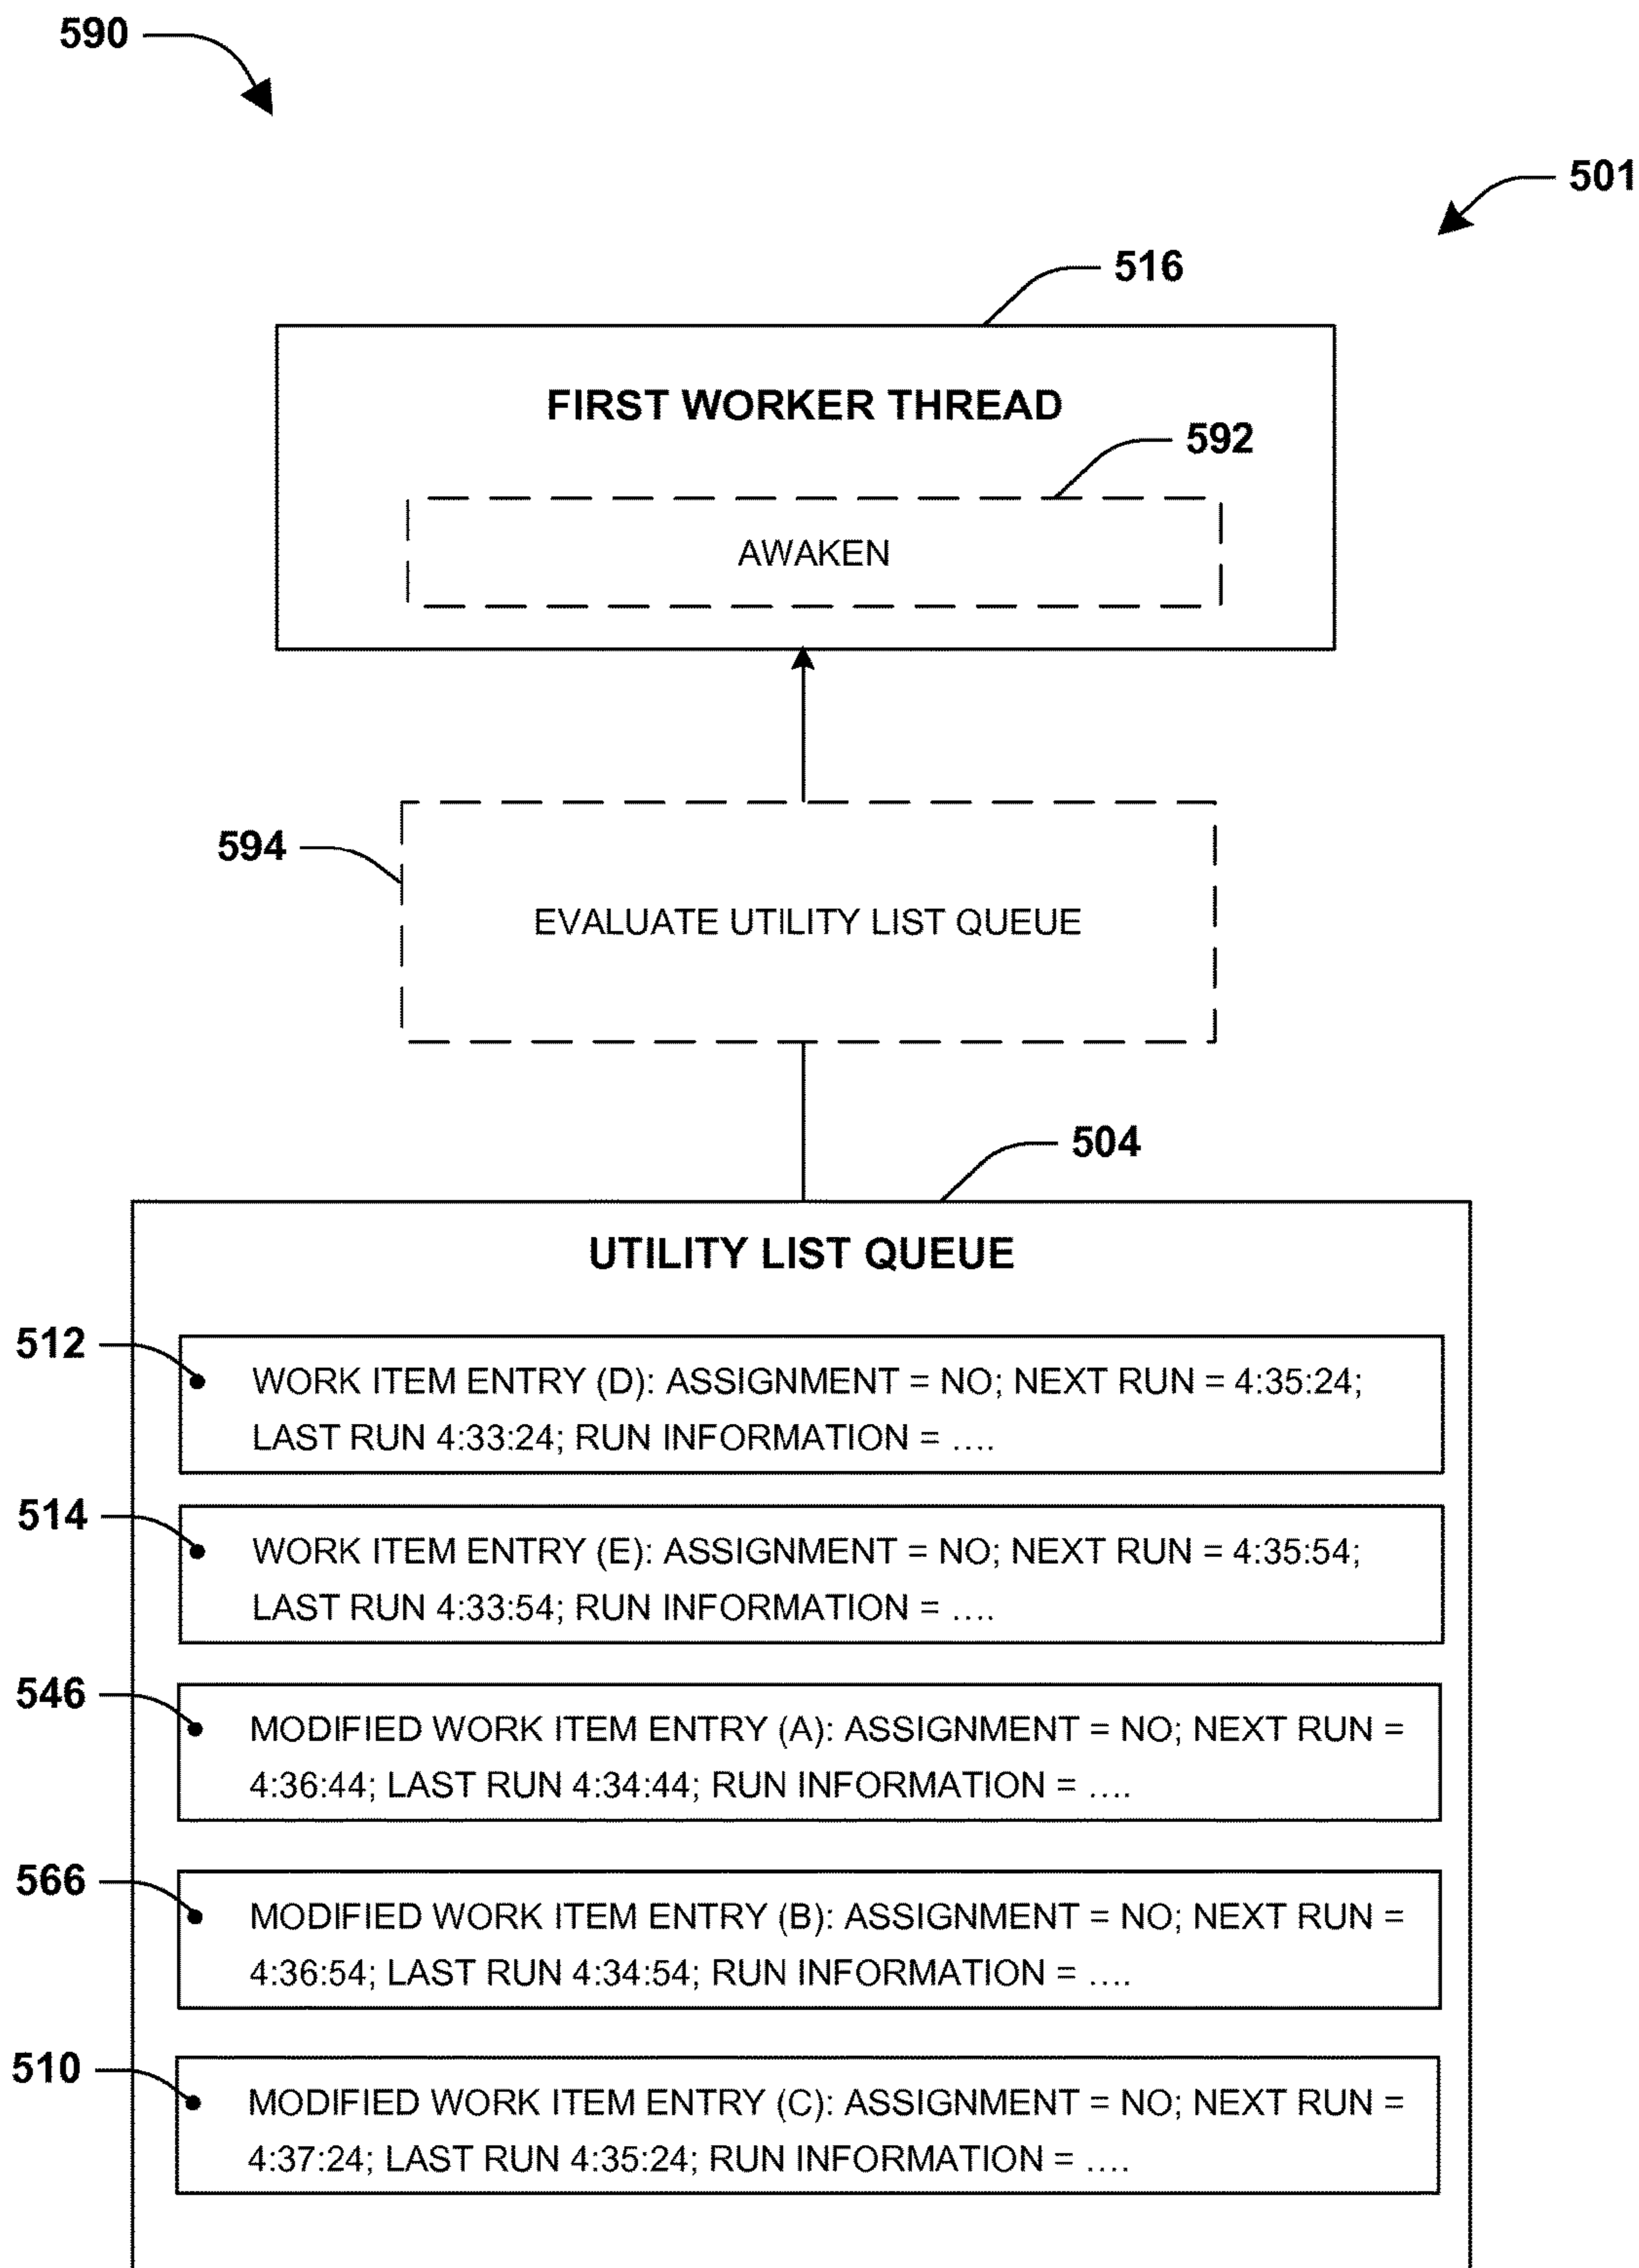 590
501
516
FIRST WORKER THREAD
592
AWAKEN
594
EVALUATE UTILITY LIST QUEUE
504
UTILITY LIST QUEUE
512
WORK ITEM ENTRY (D): ASSIGNMENT = NO; NEXT RUN = 4:35:24;
LAST RUN 4:33:24; RUN INFORMATION = ....
514
WORK ITEM ENTRY (E): ASSIGNMENT = NO; NEXT RUN = 4:35:54;
LAST RUN 4:33:54; RUN INFORMATION = ....
546
MODIFIED WORK ITEM ENTRY (A): ASSIGNMENT = NO; NEXT RUN =
4:36:44; LAST RUN 4:34:44; RUN INFORMATION = ....
566
MODIFIED WORK ITEM ENTRY (B): ASSIGNMENT = NO; NEXT RUN =
4:36:54; LAST RUN 4:34:54; RUN INFORMATION = ....
510
MODIFIED WORK ITEM ENTRY (C): ASSIGNMENT = NO; NEXT RUN =
4:37:24; LAST RUN 4:35:24; RUN INFORMATION = ....